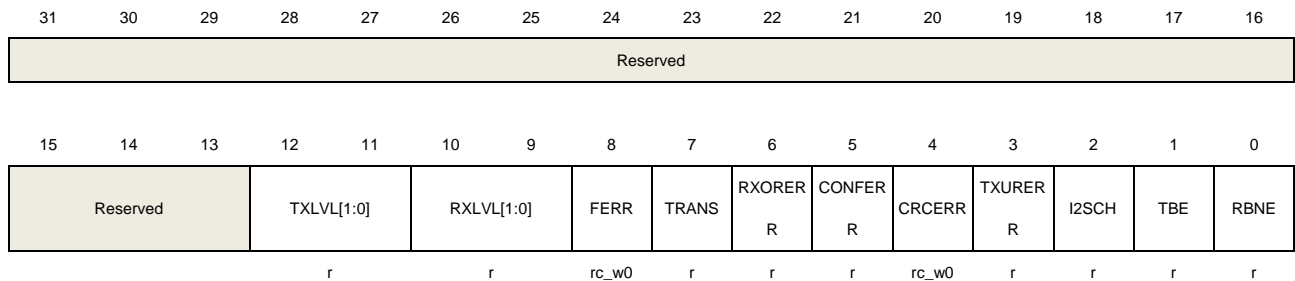 31 30 29 28 27 26 25 24 23 22 21 20 19 18 17 16
Reserved
15 14 13 12 11 10 9 8 7 6 5 4 3 2 1 0
Reserved TXLVL[1:0] RXLVL[1:0] FERR TRANS RXORER R CONFER R CRCERR TXURER R I2SCH TBE RBNE
r r rc_w0 r r r rc_w0 r r r r